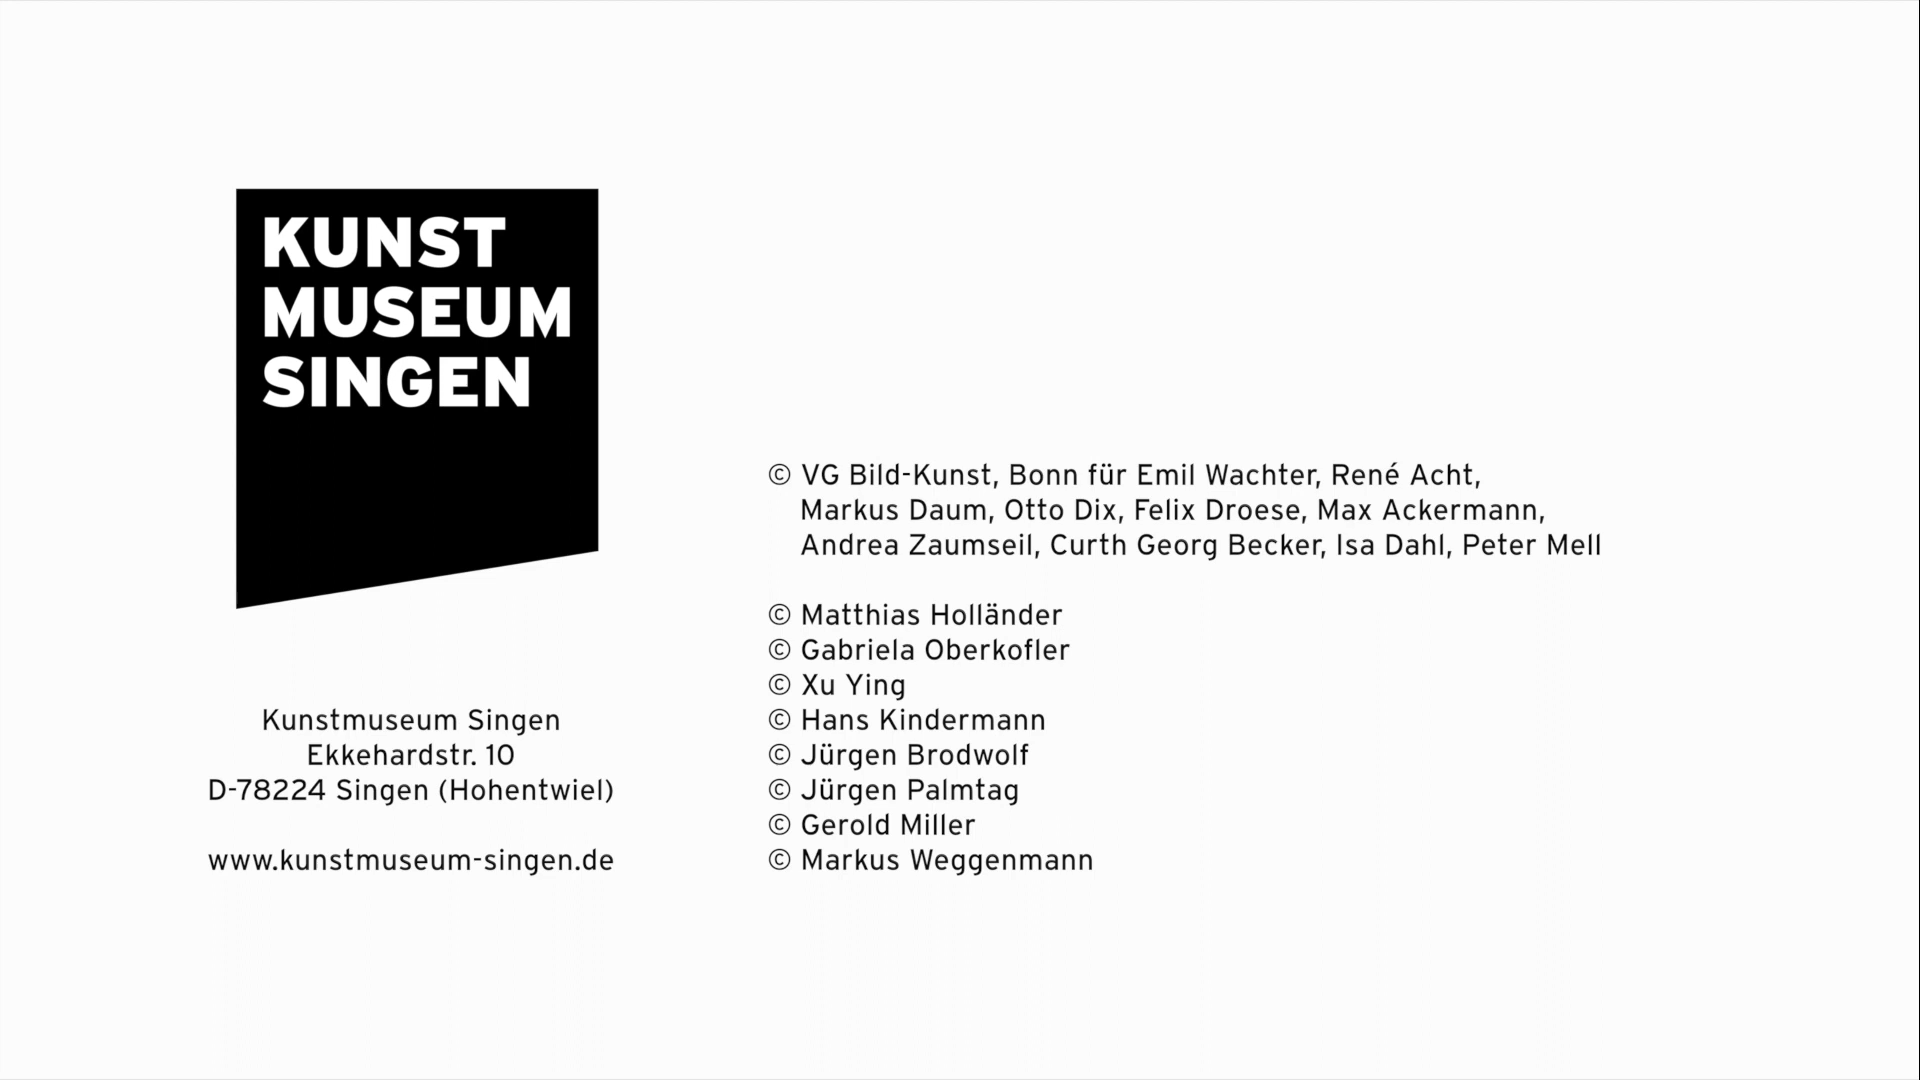 KUNST
MUSEUM
SINGEN
Kunstmuseum Singen
Ekkehardstr. 10
D-78224 Singen (Hohentwiel)
www.kunstmuseum-singen.de
© VG Bild-Kunst, Bonn für Emil Wachter, René Acht,
Markus Daum, Otto Dix, Felix Droese, Max Ackermann,
Andrea Zaumseil, Curth Georg Becker, Isa Dahl, Peter Mell
© Matthias Holländer
© Gabriela Oberkofler
© Xu Ying
© Hans Kindermann
© Jürgen Brodwolf
© Jürgen Palmtag
© Gerold Miller
© Markus Weggenmann